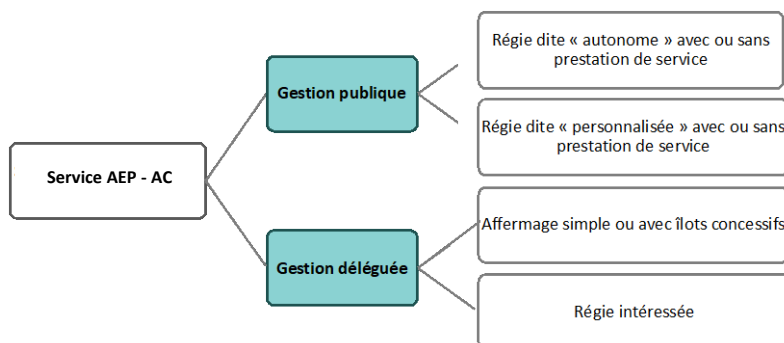 Service AEP - AC
Gestion publique
Régie dite « autonome » avec ou sans
prestation de service
Régie dite « personnalisée » avec ou sans
prestation de service
Gestion déléguée
Affermage simple ou avec îlots concessifs
Régie intéressée